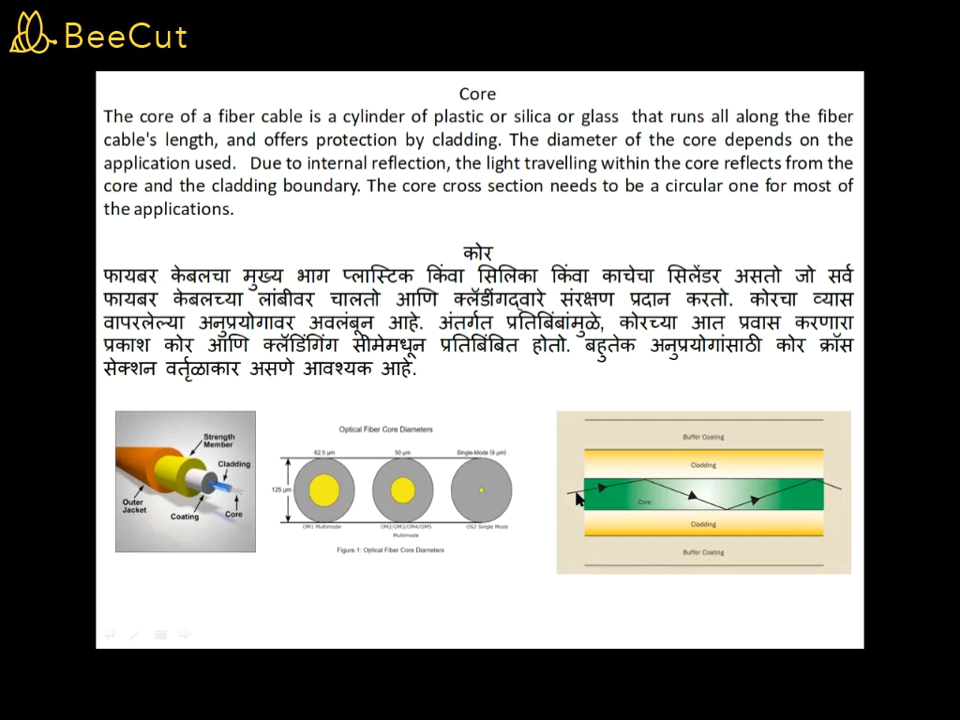 BeeCut
Core
The core of a fiber cable is a cylinder of plastic or silica or glass that runs all along the fiber
cable's length, and offers protection by cladding. The diameter of the core depends on the
application used. Due to internal reflection, the light travelling within the core reflects from the
core and the cladding boundary. The core cross section needs to be a circular one for most of
the applications.
कोर
फायबर केबलचा मुख्य भाग प्लास्टिक किंवा सिलिका किंवा काचेचा सिलेंडर असतो जो सर्व
फायबर केबलच्या लांबीवर चालतो आणि क्लॅडींगद्वारे संरक्षण प्रदान करतो. कोरचा व्यास
वापरलेल्या अनुप्रयोगावर अवलंबून आहे. अंतर्गत प्रतिबिंबांमुळे, कोरच्या आत प्रवास करणारा
प्रकाश कोर आणि क्लॅडिंगिंग सीमेमधून प्रतिबिंबित होतो. बहुतेक अनुप्रयोगांसाठी कोर क्रॉस
सेक्शन वर्तृळाकार असणे आवश्यक आहे.
Strength
Member
Cladding
Outer
Jacket
Coating
Core
Optical Fiber Core Diameters
62.5 µm
50 µm
Single-Mode (9 µm)
125 µm
OM1 Multimode
OM2/OM3/OM4/OM5
Multimode
OS2 Single Mode
Figure 1: Optical Fiber Core Diameters
Buffer Coating
Cladding
Core
Cladding
Buffer Coating